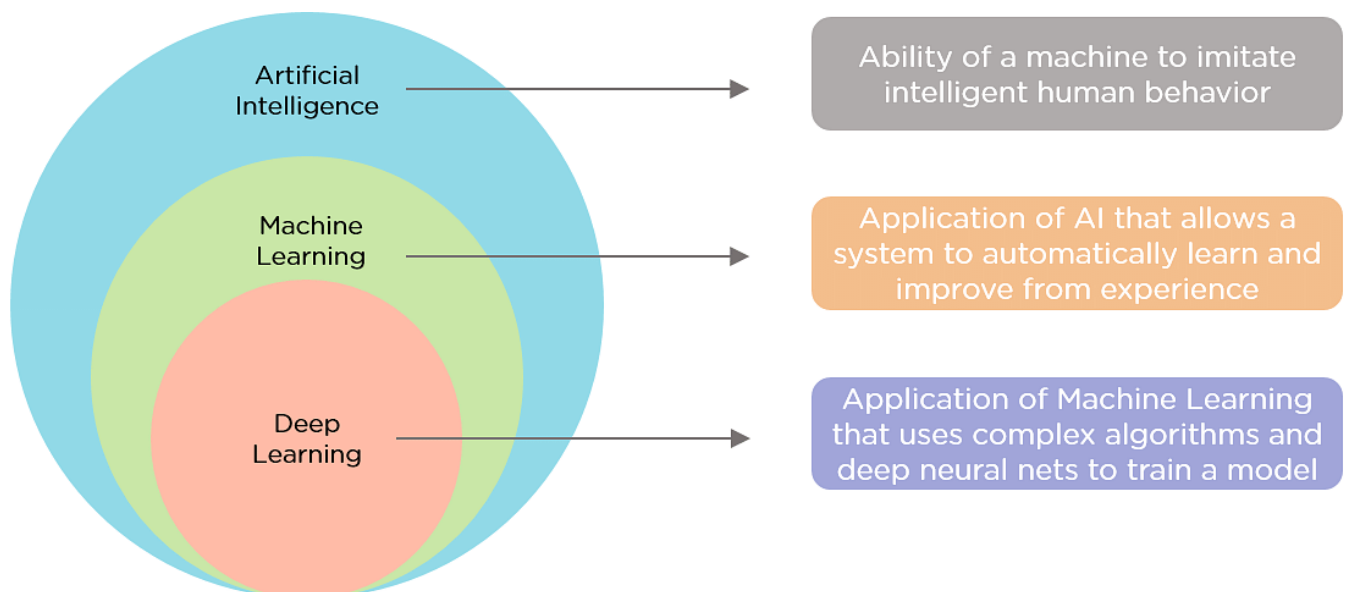 Artificial
Intelligence
Ability of a machine to imitate
intelligent human behavior
Machine
Learning
Application of AI that allows a
system to automatically learn and
improve from experience
Deep
Learning
Application of Machine Learning
that uses complex algorithms and
deep neural nets to train a model